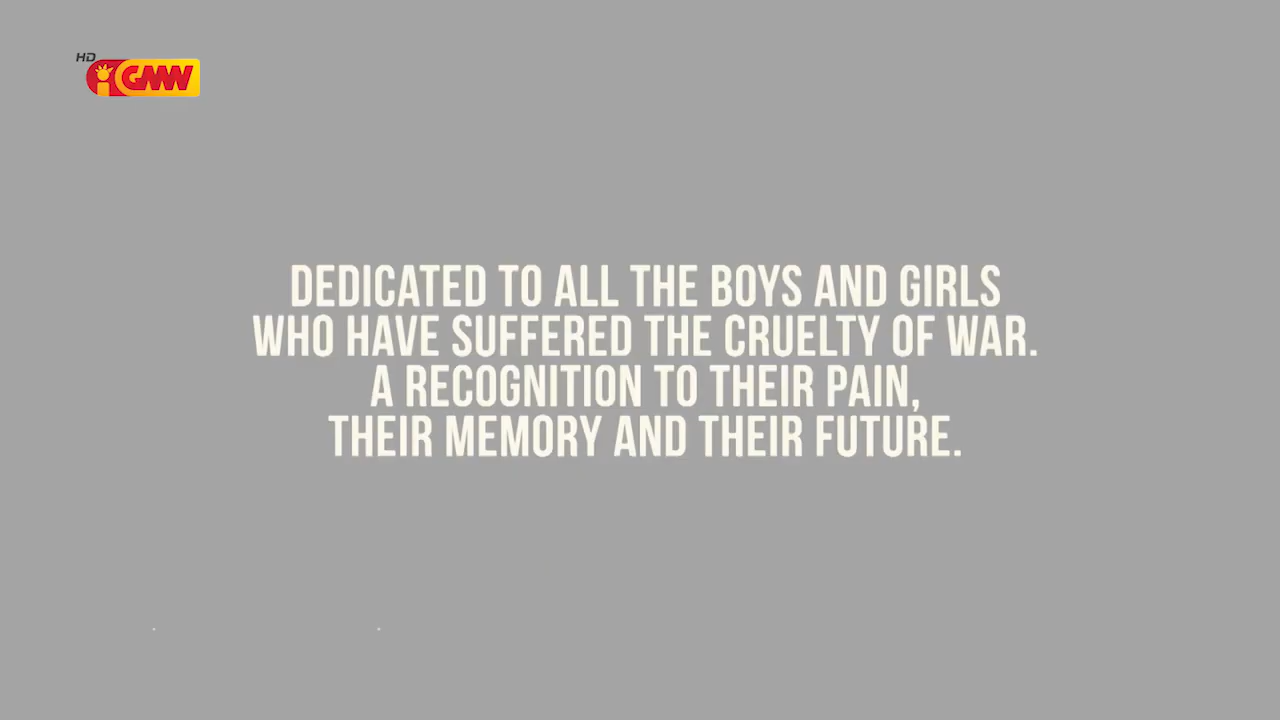 HD
iGMW
DEDICATED TO ALL THE BOYS AND GIRLS
WHO HAVE SUFFERED THE CRUELTY OF WAR.
A RECOGNITION TO THEIR PAIN,
THEIR MEMORY AND THEIR FUTURE.